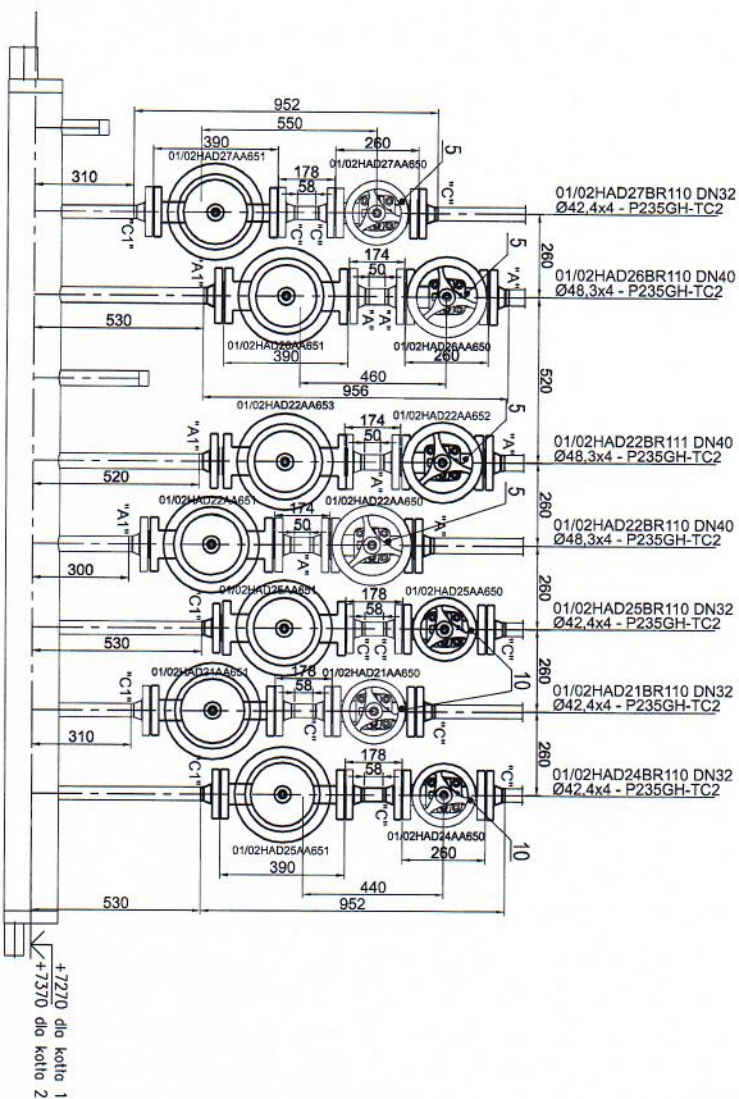 952
550
390
260
01/02HAD27AA651
01/02HAD27AA650
5
310
178
58
"C1"
"C"
"C"
"C"
01/02HAD27BR110 DN32
Ø42,4x4 - P235GH-TC2
260
174
50
5
"A1"
"A"
"A"
"A"
01/02HAD26BR110 DN40
Ø48,3x4 - P235GH-TC2
530
01/02HAD26AA651
01/02HAD26AA650
390
260
460
956
520
01/02HAD22AA653
01/02HAD22AA652
5
174
50
"A1"
"A"
"A"
01/02HAD22BR111 DN40
Ø48,3x4 - P235GH-TC2
520
260
01/02HAD22AA651
01/02HAD22AA650
174
50
5
"A1"
"A"
"A"
01/02HAD22BR110 DN40
Ø48,3x4 - P235GH-TC2
300
260
01/02HAD25AA651
01/02HAD25AA650
178
58
"C1"
"C"
"C"
"C"
01/02HAD25BR110 DN32
Ø42,4x4 - P235GH-TC2
530
10
260
01/02HAD21AA651
01/02HAD21AA650
178
58
"C1"
"C"
"C"
01/02HAD21BR110 DN32
Ø42,4x4 - P235GH-TC2
310
260
178
58
"C1"
"C"
"C"
01/02HAD24BR110 DN32
Ø42,4x4 - P235GH-TC2
01/02HAD24AA650
10
01/02HAD25AA651
260
390
440
530
952
+7270 dla kotła 1
+7370 dla kotła 2